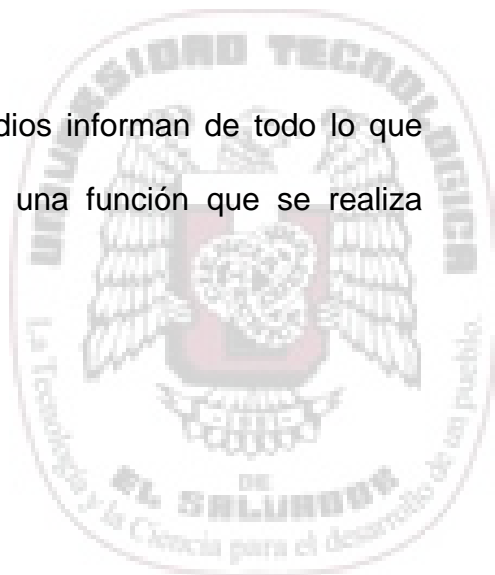 UNIVERSIDAD TECNOLOGICA
dios informan de todo lo que
una función que se realiza
La Tecnología y la Ciencia para el desarrollo de un pueblo.
DE
EL SALVADOR